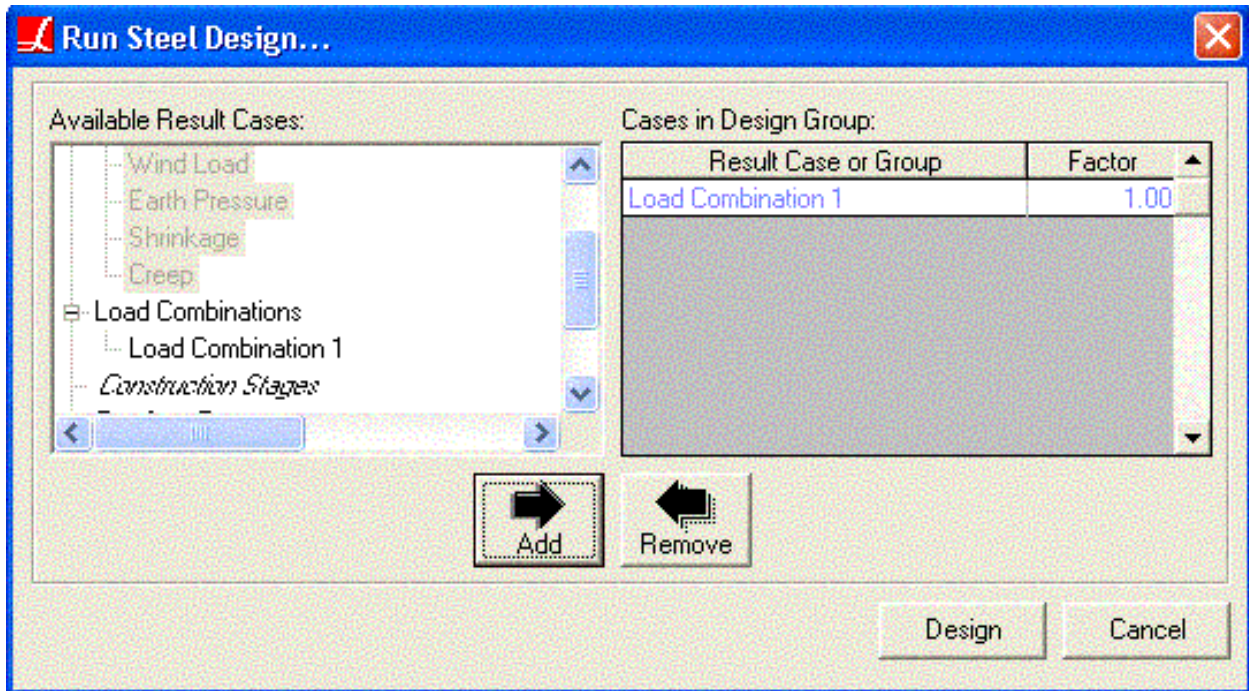 Run Steel Design...
Available Result Cases:
Wind Load
Earth Pressure
Shrinkage
Creep
Load Combinations
Load Combination 1
Construction Stages
Cases in Design Group:
Result Case or Group Factor
Load Combination 1 1.00
Add Remove
Design Cancel